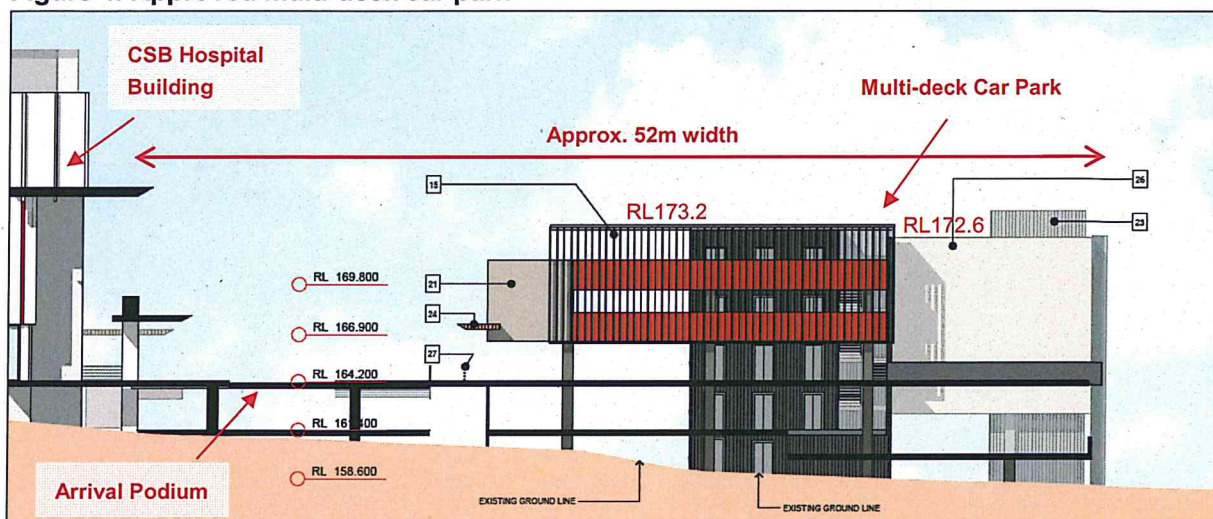 CSB Hospital
Building
Multi-deck Car Park
Approx. 52m width
15
26
RL173.2
RL172.6
23
RL 169.800
21
24
RL 166.900
27
RL 164.200
RL 158.600
Arrival Podium
EXISTING GROUND LINE
EXISTING GROUND LINE